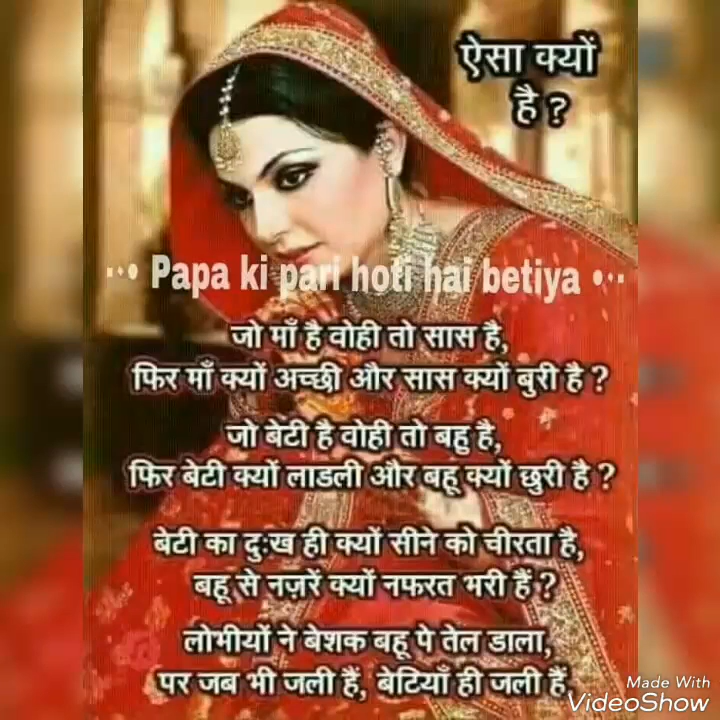 ऐसा क्यों
है ?
••• Papa ki pari hoti hai betiya •••
जो माँ है वोही तो सास है,
फिर माँ क्यों अच्छी और सास क्यों बुरी है ?
जो बेटी है वोही तो बहु है,
फिर बेटी क्यों लाडली और बहू क्यों छुरी है ?
बेटी का दुःख ही क्यों सीने को चीरता है,
बहू से नज़रें क्यों नफरत भरी हैं ?
लोभीयों ने बेशक बहू पे तेल डाला,
पर जब भी जली हैं, बेटियाँ ही जली हैं
Made With
VideoShow